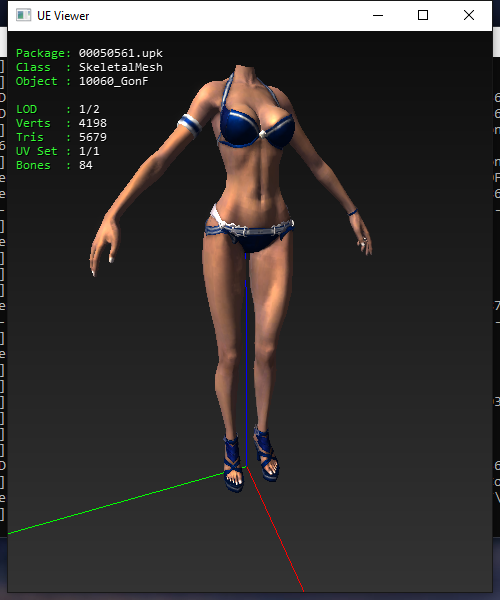 UE Viewer
Package: 00050561.upk
Class : SkeletalMesh
Object : 10060_GonF
LOD : 1/2
Verts : 4198
Tris : 5679
UV Set : 1/1
Bones : 84